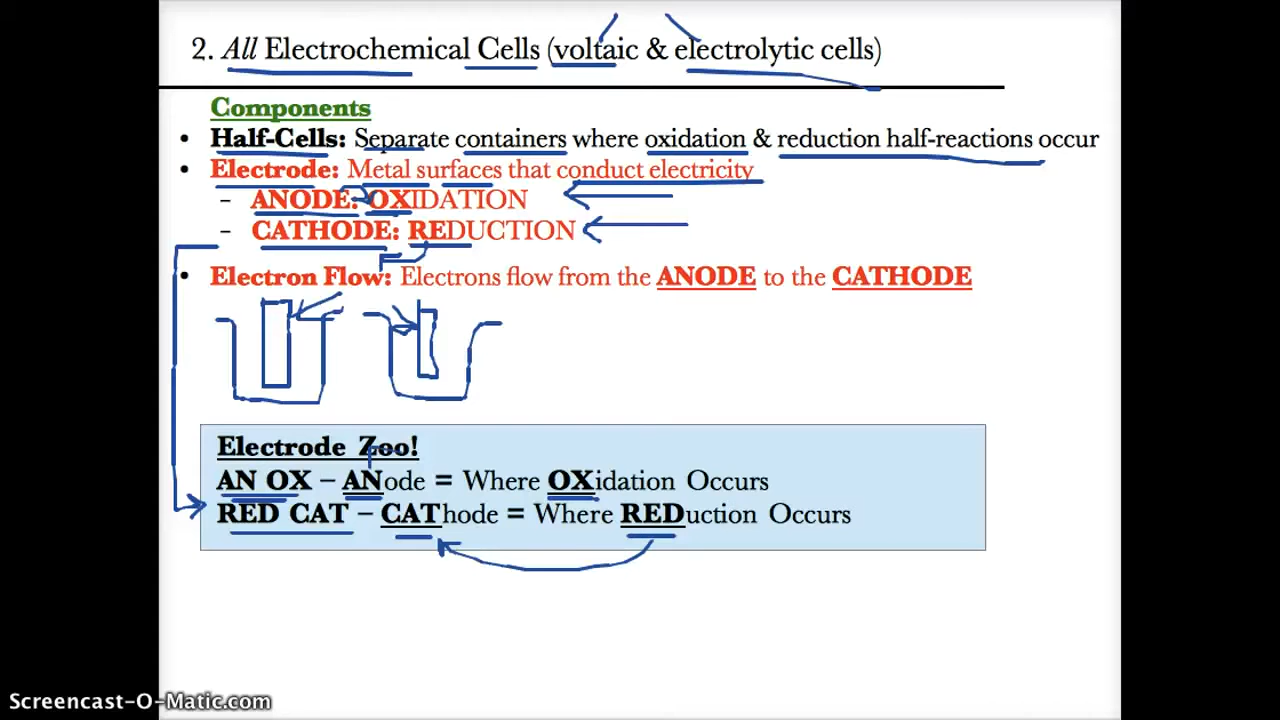 2. All Electrochemical Cells (voltaic & electrolytic cells)
Components
• Half-Cells: Separate containers where oxidation & reduction half-reactions occur
• Electrode: Metal surfaces that conduct electricity
– ANODE: OXIDATION
– CATHODE: REDUCTION
• Electron Flow: Electrons flow from the ANODE to the CATHODE
Electrode Zoo!
AN OX – ANode = Where OXidation Occurs
RED CAT – CAThode = Where REDuction Occurs
Screencast-O-Matic.com